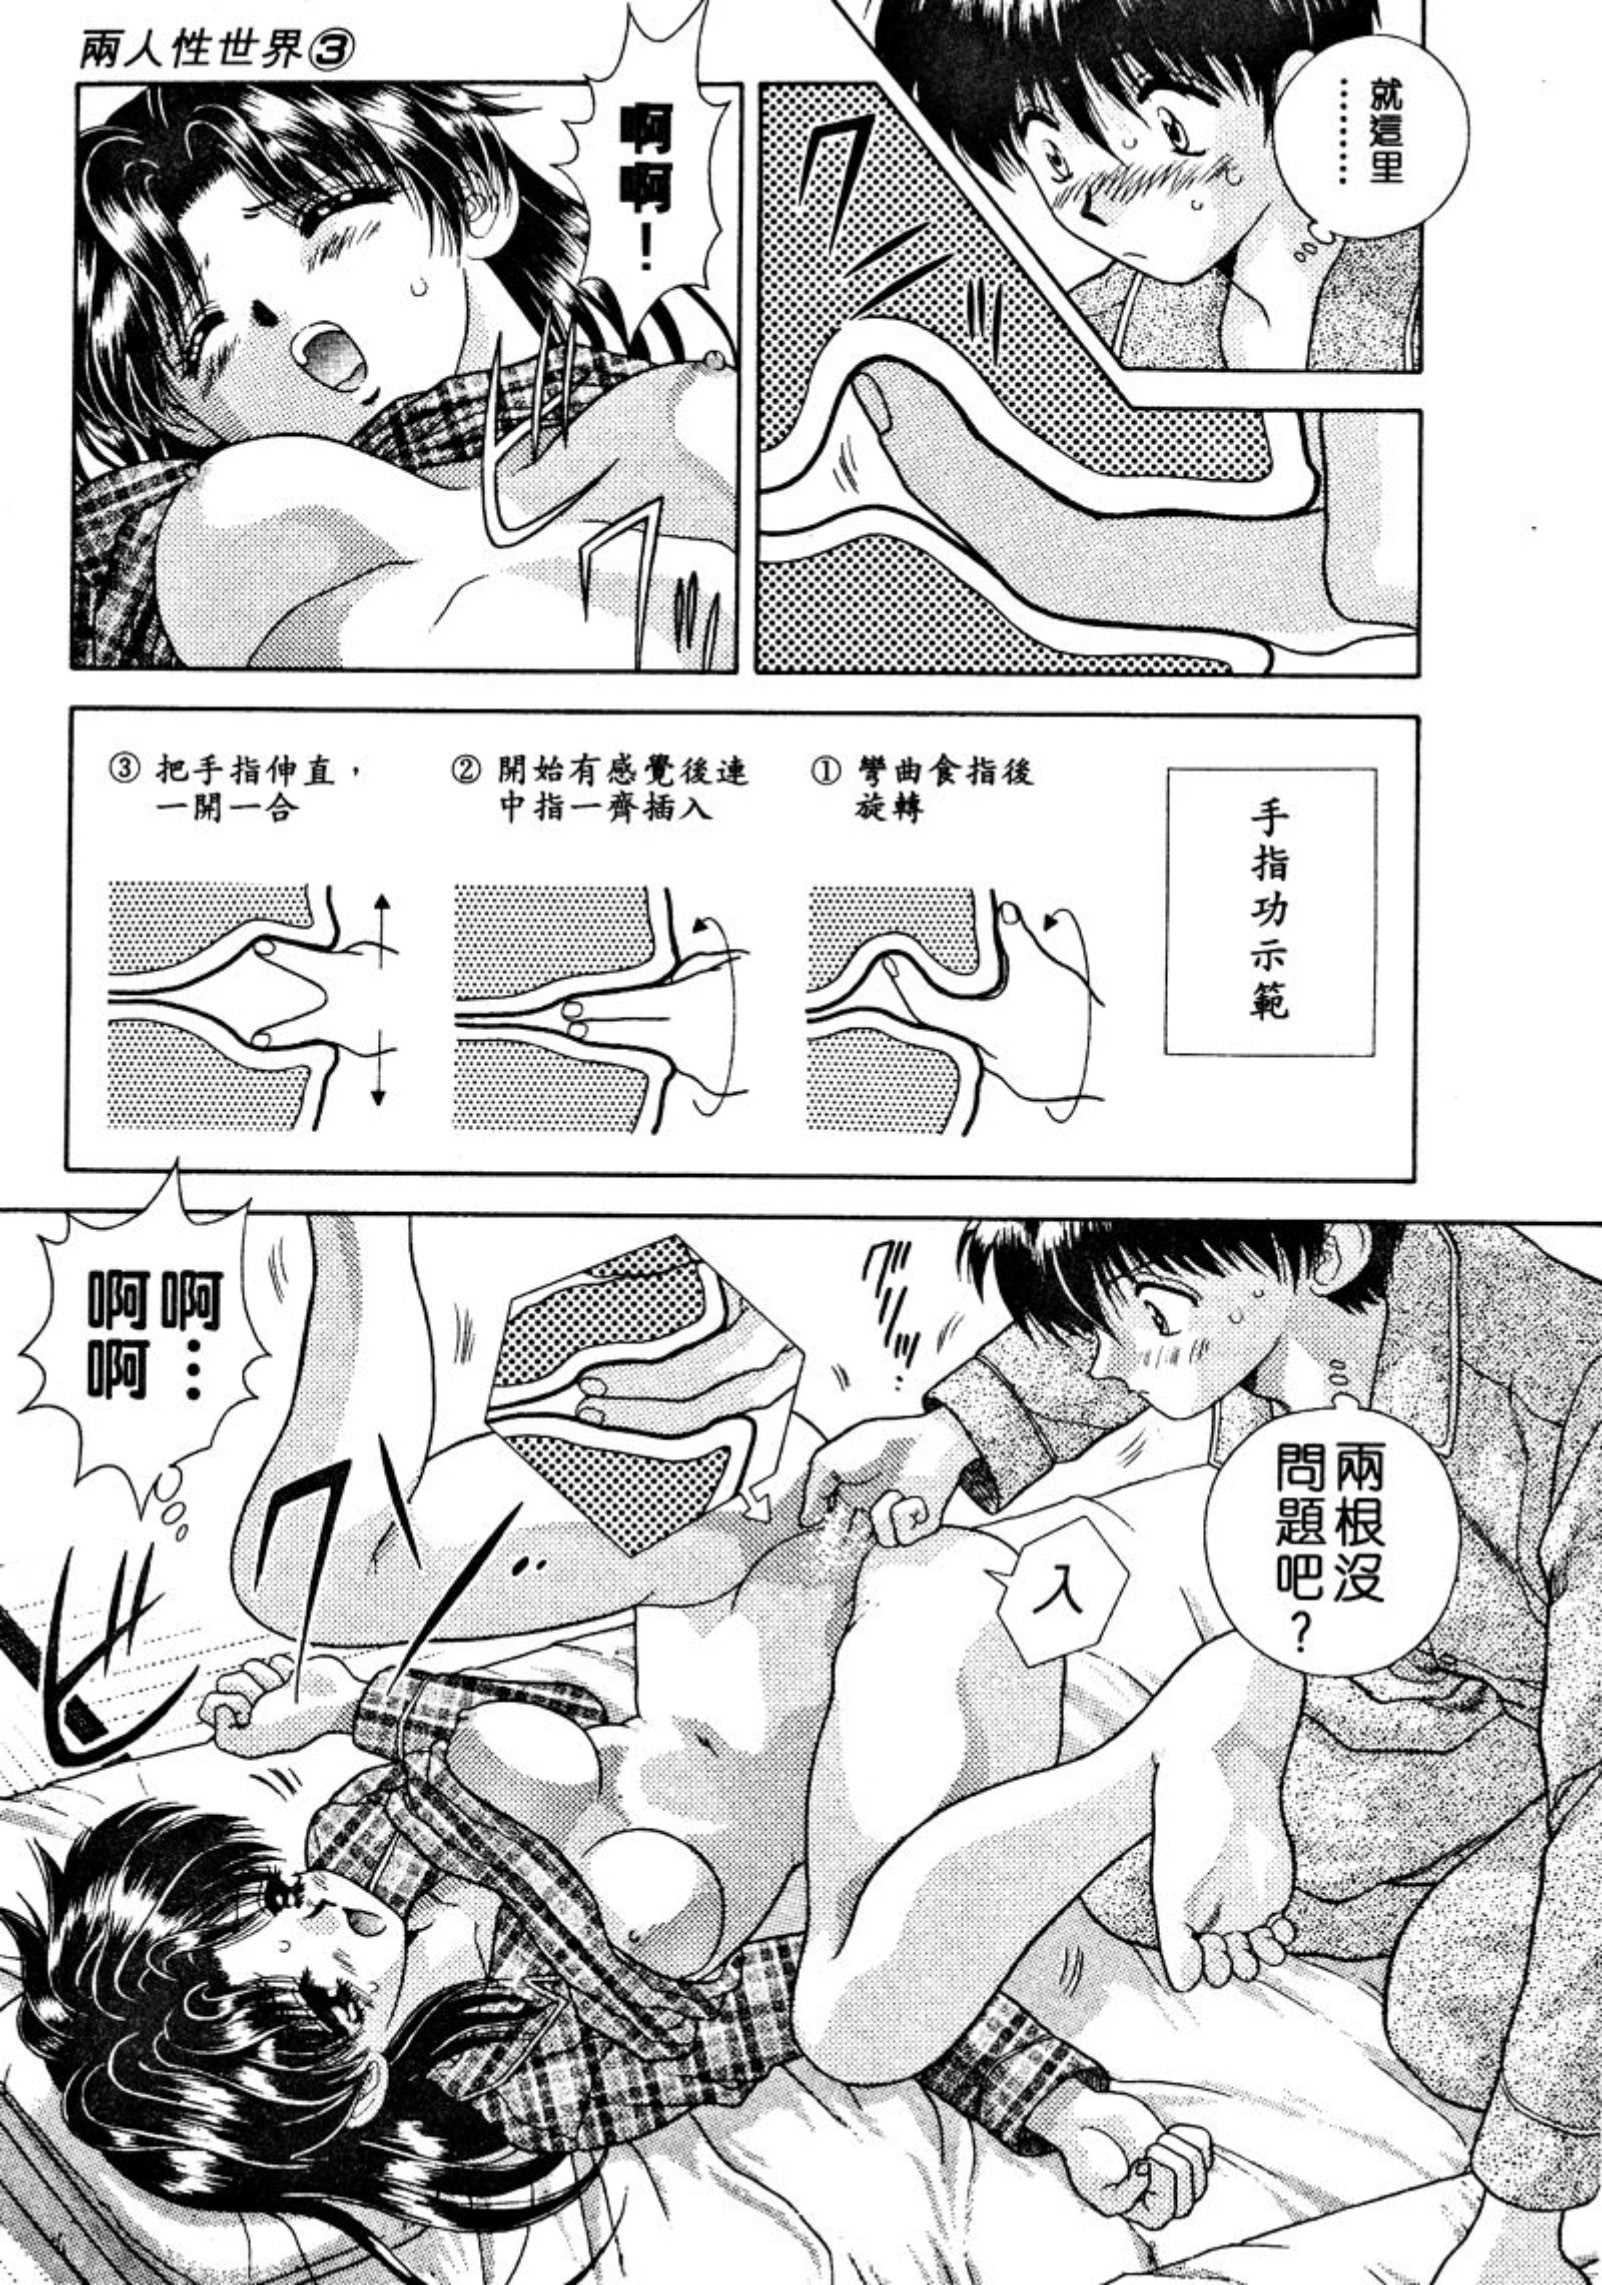 兩人性世界③
就這里
………
啊啊！
手指功示範
① 彎曲食指後
旋轉
② 開始有感覺後連
中指一齊插入
③ 把手指伸直，
一開一合
兩根沒
問題吧？
入
啊…
啊啊